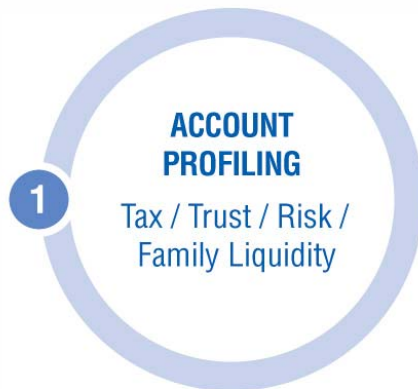 ACCOUNT
PROFILING
1
Tax / Trust / Risk /
Family Liquidity